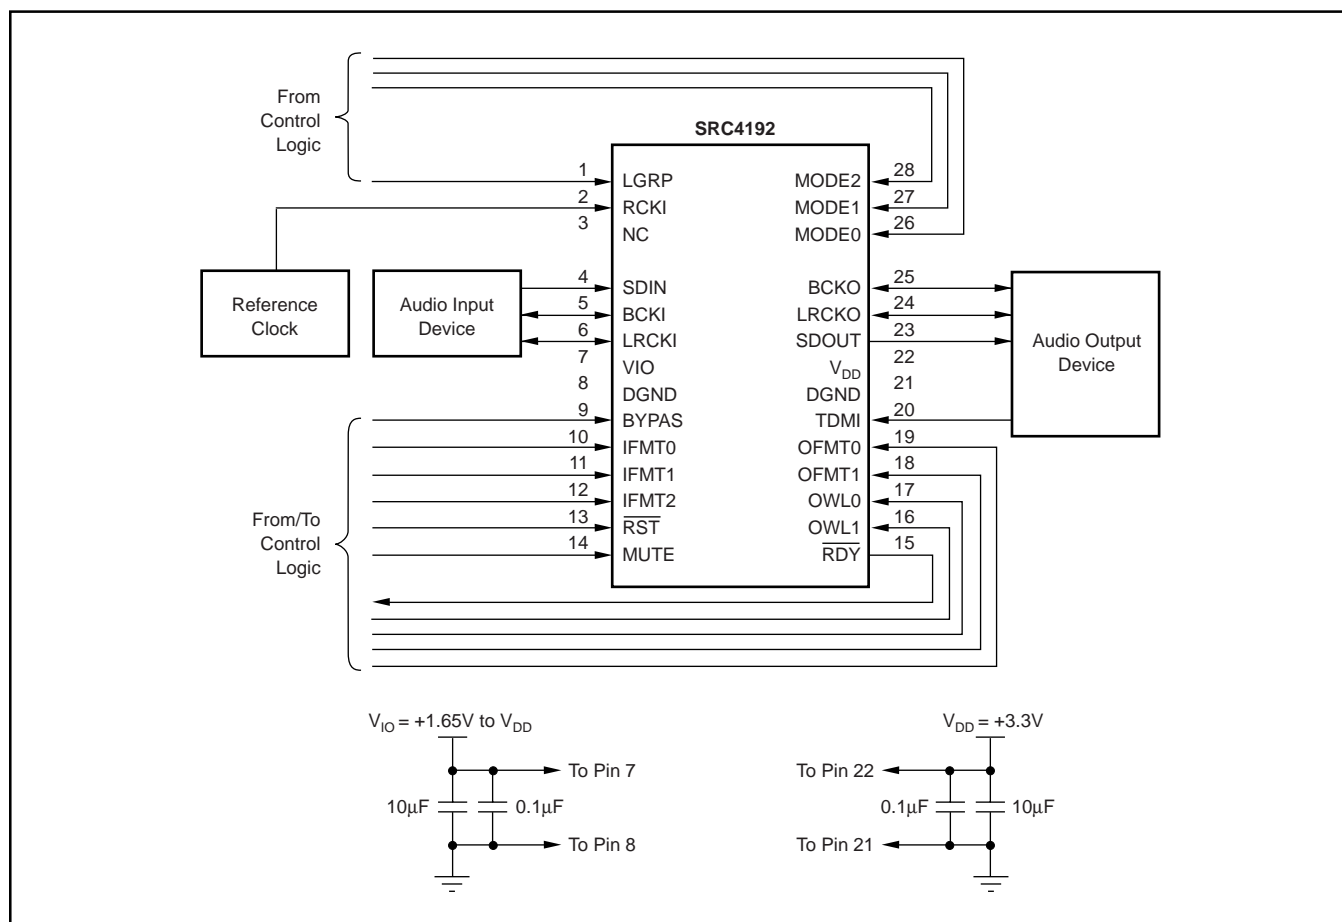 From
Control
Logic
SRC4192
1
LGRP
MODE2
28
2
RCKI
MODE1
27
3
NC
MODE0
26
Reference
Clock
Audio Input
Device
4
SDIN
BCKO
25
5
BCKI
LRCKO
24
6
LRCKI
SDOUT
23
7
VIO
VDD
22
8
DGND
DGND
21
9
BYPAS
TDMI
20
10
IFMT0
OFMT0
19
11
IFMT1
OFMT1
18
12
IFMT2
OWL0
17
13
RST
OWL1
16
14
MUTE
RDY
15
Audio Output
Device
From/To
Control
Logic
VIO = +1.65V to VDD
To Pin 7
10μF
0.1μF
To Pin 8
VDD = +3.3V
To Pin 22
0.1μF
10μF
To Pin 21